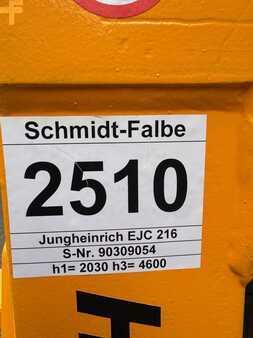 Schmidt-Falbe
2510
Jungheinrich EJC 216
S-Nr. 90309054
h1= 2030 h3= 4600